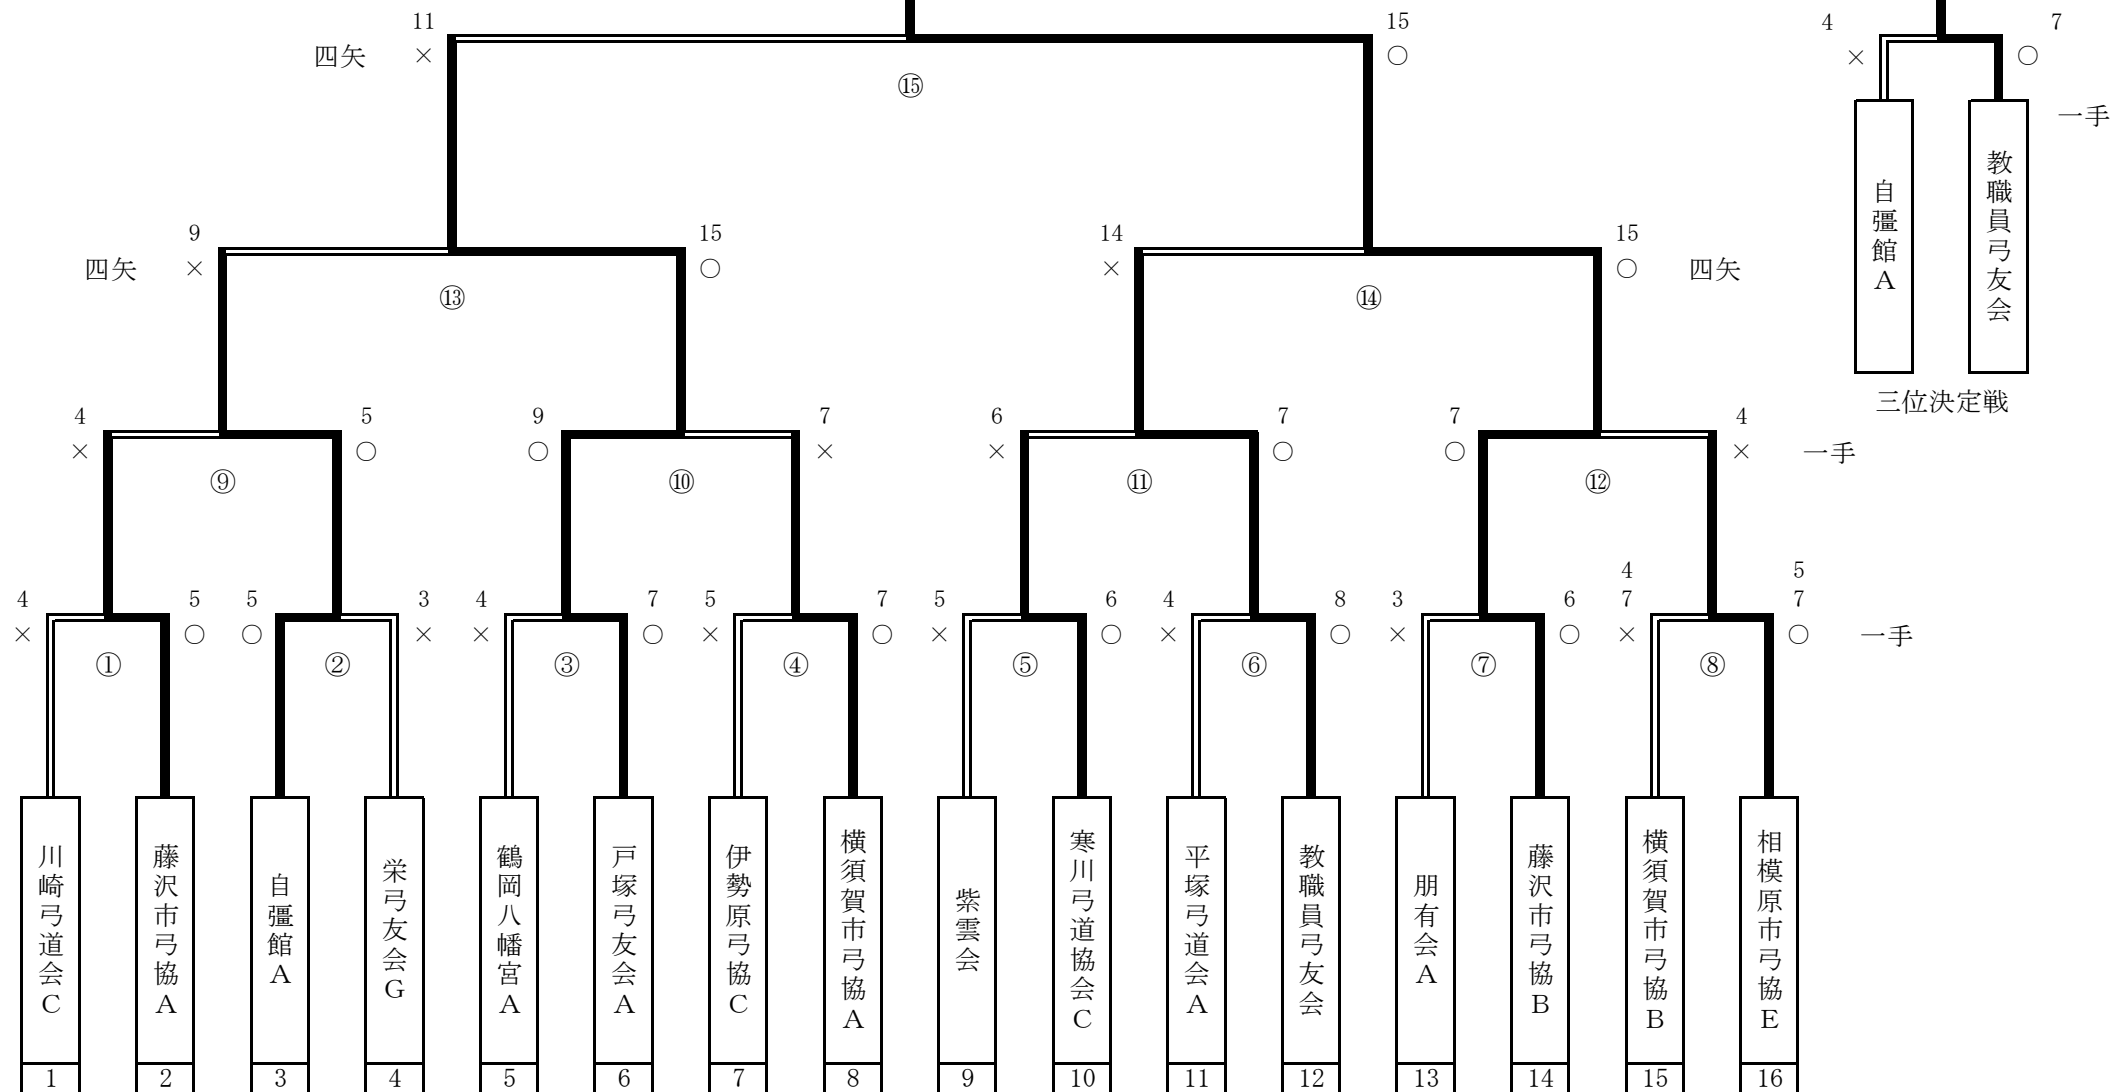 11 15 4 7
四矢 × ○ × ○
⑮
一手
自彊館A
教職員弓友会
9 15 14 15
四矢 × ○ × ○ 四矢
⑬ ⑭
三位決定戦
4 5 9 7 6 7 7 4
× ○ ○ × × ○ ○ × 一手
⑨ ⑩ ⑪ ⑫
4 5
4 5 5 3 4 7 5 7 5 6 4 8 3 6 7 7
× ○ ○ × × ○ × ○ × ○ × ○ × ○ × ○ 一手
① ② ③ ④ ⑤ ⑥ ⑦ ⑧
川崎弓道会C
藤沢市弓協A
自彊館A
栄弓友会G
鶴岡八幡宮A
戸塚弓友会A
伊勢原弓協C
横須賀市弓協A
紫雲会
寒川弓道協会C
平塚弓道会A
教職員弓友会
朋有会A
藤沢市弓協B
横須賀市弓協B
相模原市弓協E
1 2 3 4 5 6 7 8 9 10 11 12 13 14 15 16